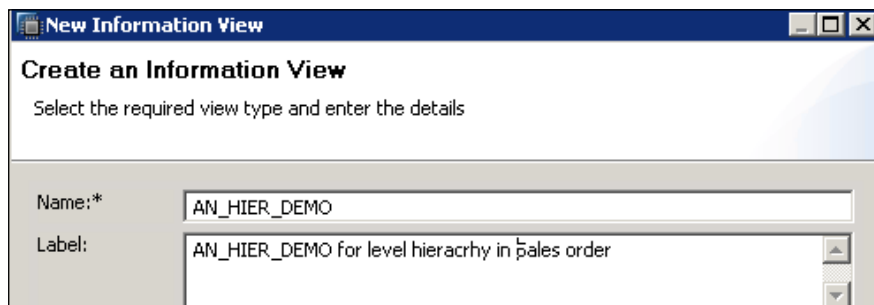 New Information View
Create an Information View
Select the required view type and enter the details
Name:*
AN_HIER_DEMO
Label:
AN_HIER_DEMO for level hieracrhy in sales order